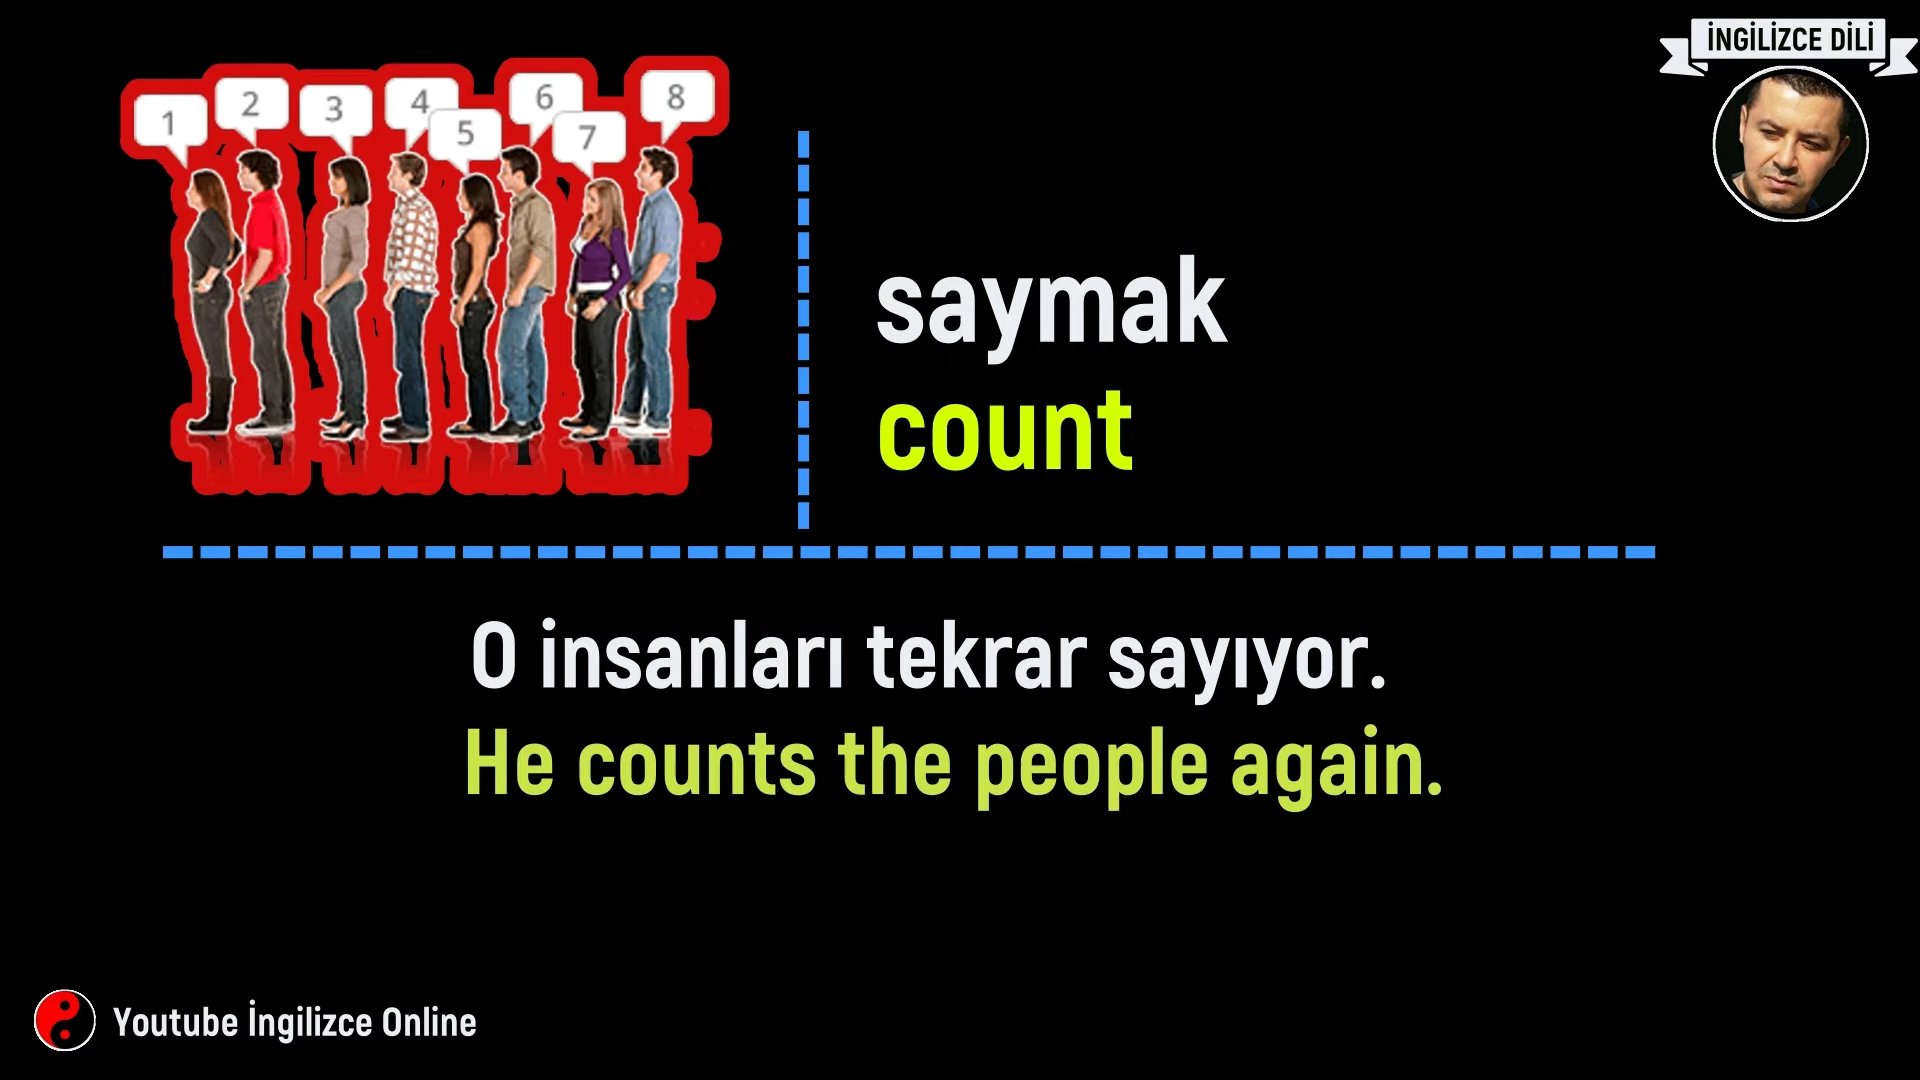 İNGİLİZCE DİLİ
1
2
3
4
5
6
7
8
saymak
count
O insanları tekrar sayıyor.
He counts the people again.
Youtube İngilizce Online